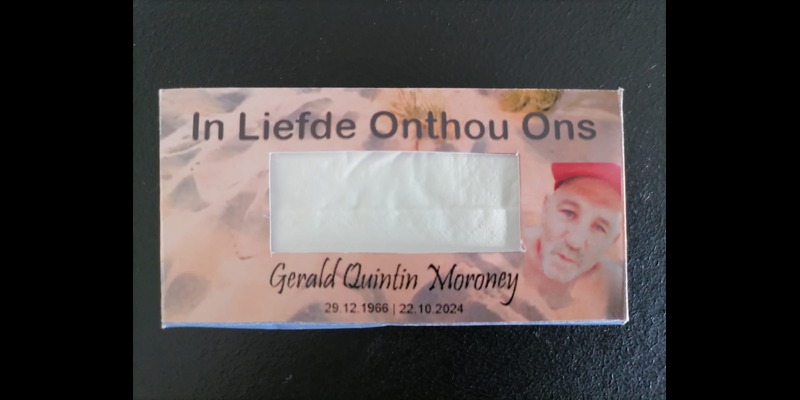 In Liefde Onthou Ons
Gerald Quintin Moroney
29.12.1966 | 22.10.2024